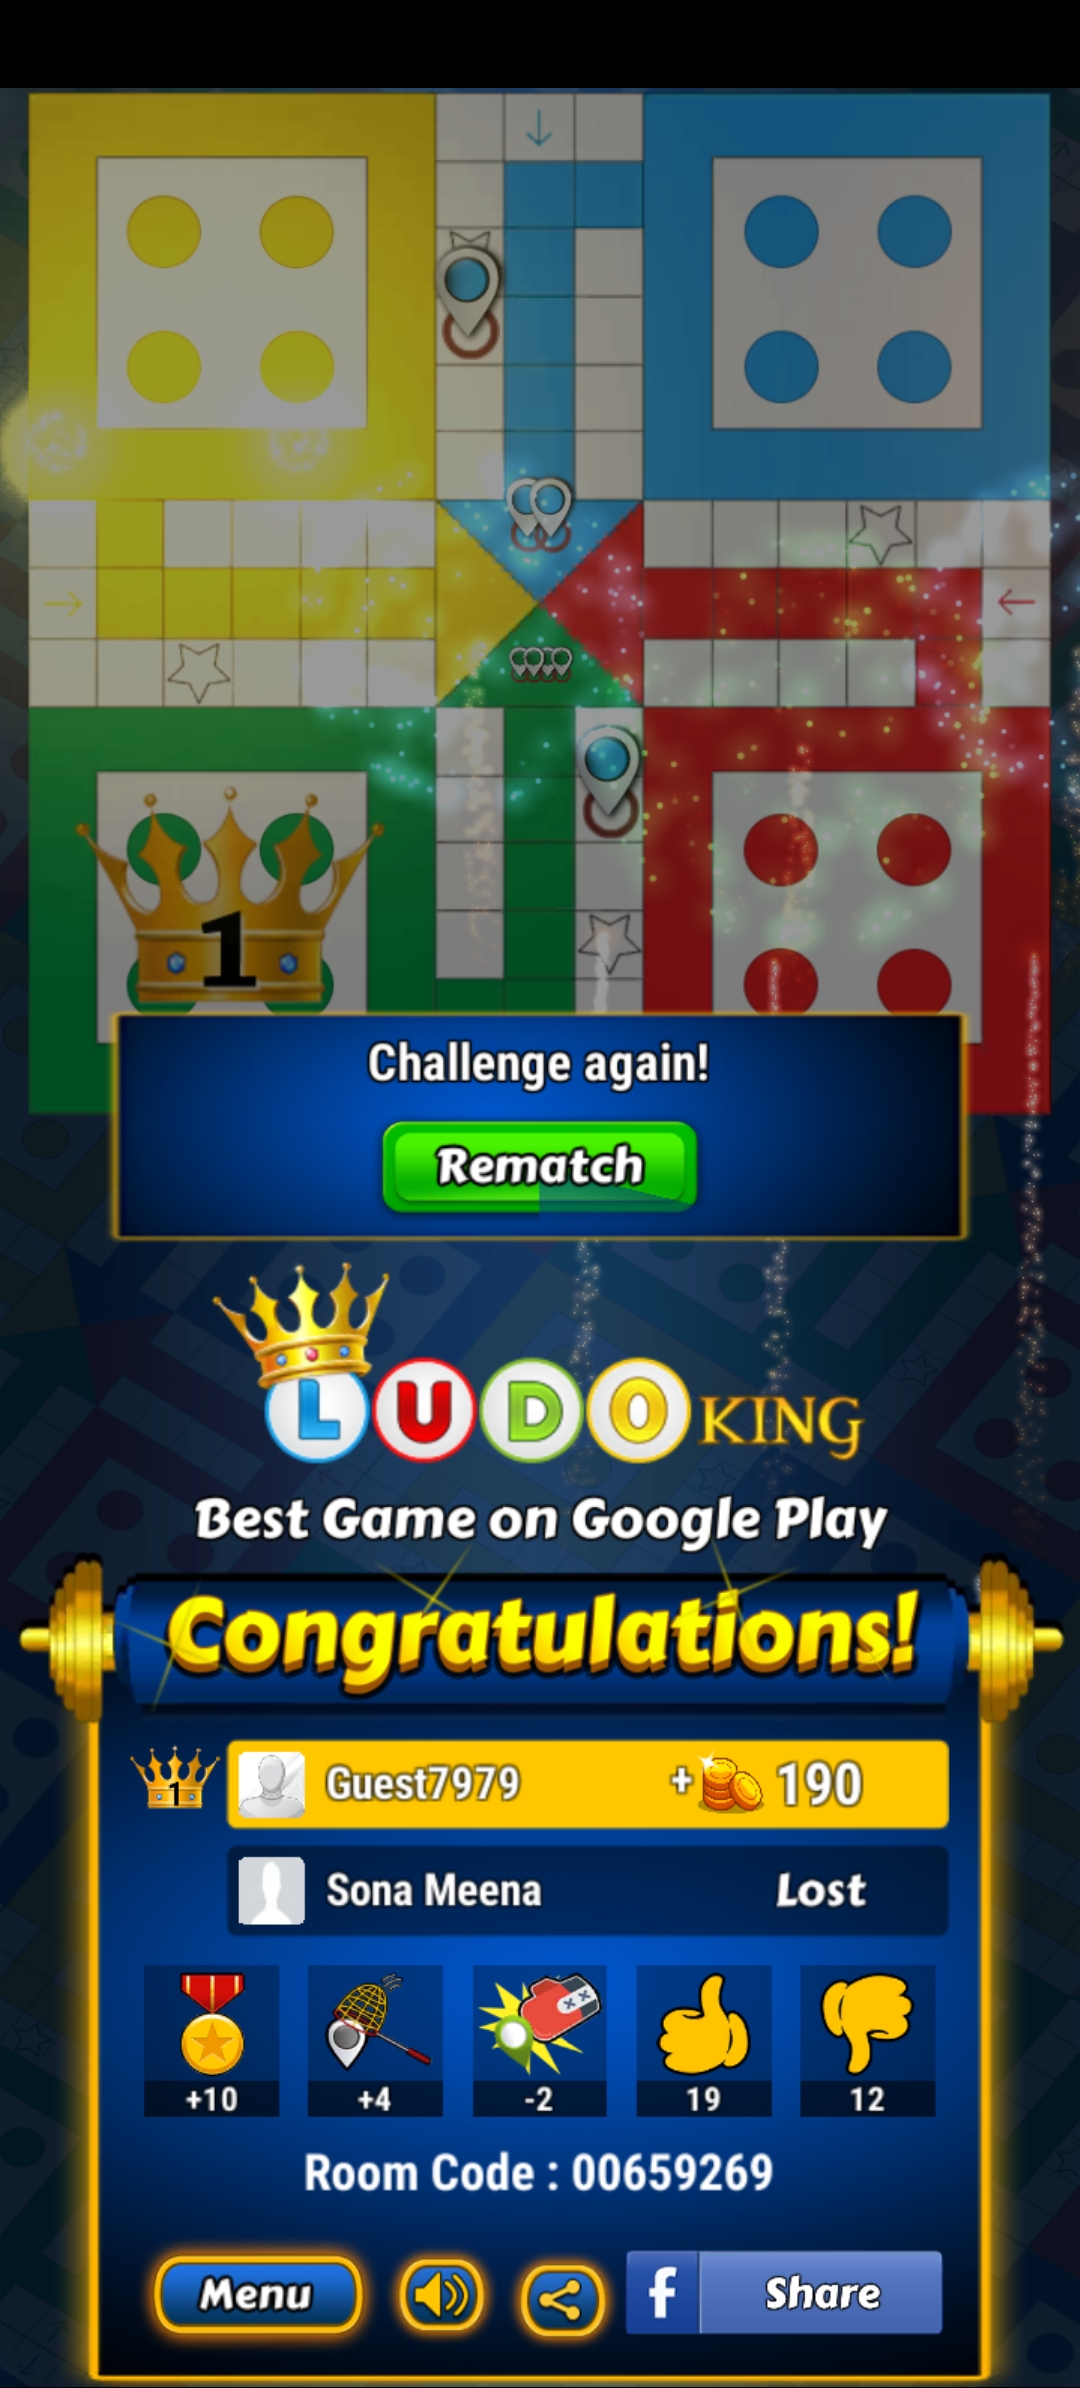 1
Challenge again!
Rematch
LUDO KING
Best Game on Google Play
Congratulations!
1 Guest7979 + 190
Sona Meena Lost
+10 +4 -2 19 12
Room Code : 00659269
Menu f Share